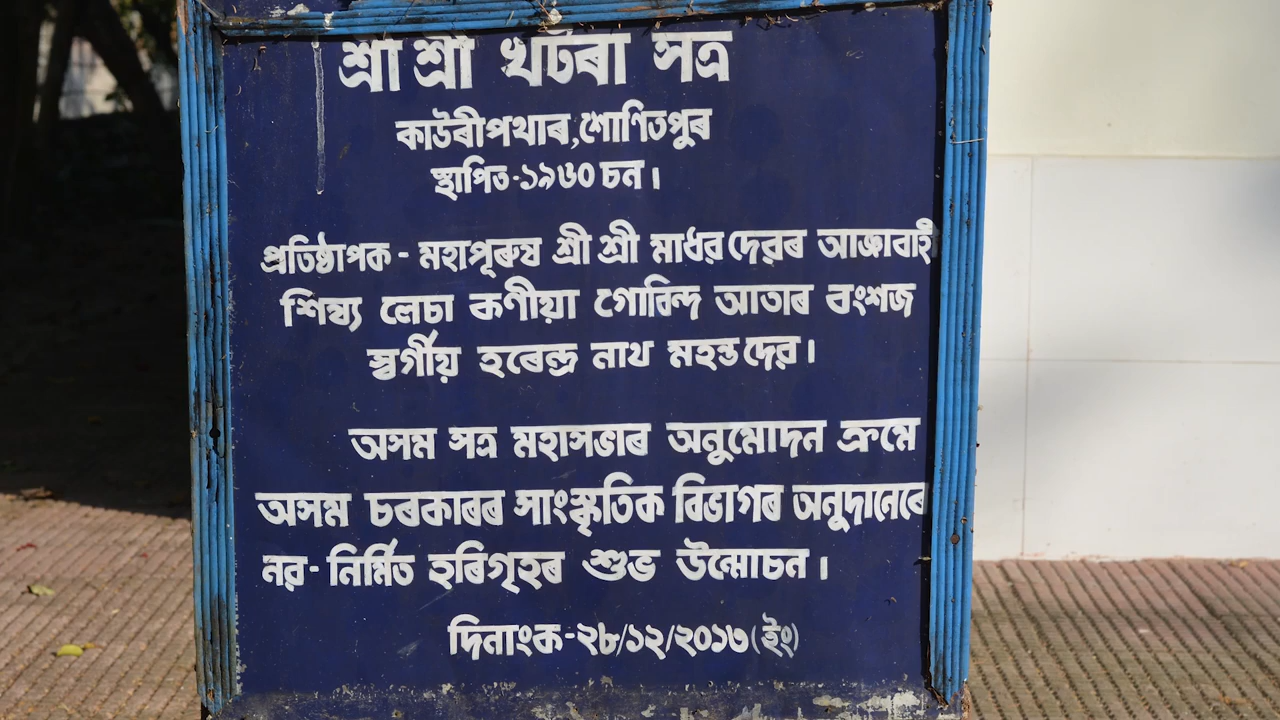 শ্ৰী শ্ৰী খটৰা সত্ৰ
কাউৰীপথাৰ,শোণিতপুৰ
স্থাপিত-১৯৬০ চন।
প্ৰতিষ্ঠাপক - মহাপূৰুষ শ্ৰী শ্ৰী মাধৱ দেৱৰ আজ্ঞাবাহী
শিষ্য লেচা কণীয়া গোবিন্দ আতাৰ বংশজ
স্বৰ্গীয় হৰেন্দ্ৰ নাথ মহন্ত দেৱ।
অসম সত্ৰ মহাসভাৰ অনুমোদন ক্ৰমে
অসম চৰকাৰৰ সাংস্কৃতিক বিভাগৰ অনুদানেৰে
নৱ-নিৰ্মিত হৰিগৃহৰ শুভ উন্মোচন।
দিনাংক-২৮/১২/২০১৩(ইং)